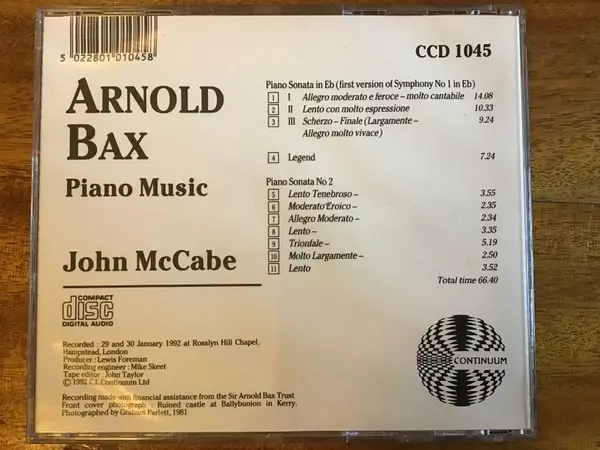 5 022801 010458
CCD 1045
ARNOLD
BAX
Piano Music
John McCabe
COMPACT
disc
DIGITAL AUDIO
Recorded : 29 and 30 January 1992 at Rosslyn Hill Chapel,
Hampstead, London
Producer : Lewis Foreman
Recording engineer : Mike Skeet
Tape editor : John Taylor
© 1992 C.L.Continuum Ltd
Recording made with financial assistance from the Sir Arnold Bax Trust
Front cover photograph : Ruined castle at Ballybunion in Kerry.
Photographed by Graham Parlett, 1981
Piano Sonata in Eb (first version of Symphony No 1 in Eb)
1 I Allegro moderato e feroce – molto cantabile 14.08
2 II Lento con molto espressione 10.33
3 III Scherzo – Finale (Largamente – 9.24
Allegro molto vivace)
4 Legend 7.24
Piano Sonata No 2
5 Lento Tenebroso – 3.55
6 Moderato Eroico – 2.35
7 Allegro Moderato – 2.34
8 Lento – 3.35
9 Trionfale – 5.19
10 Molto Largamente – 2.50
11 Lento 3.52
Total time 66.40
CONTINUUM